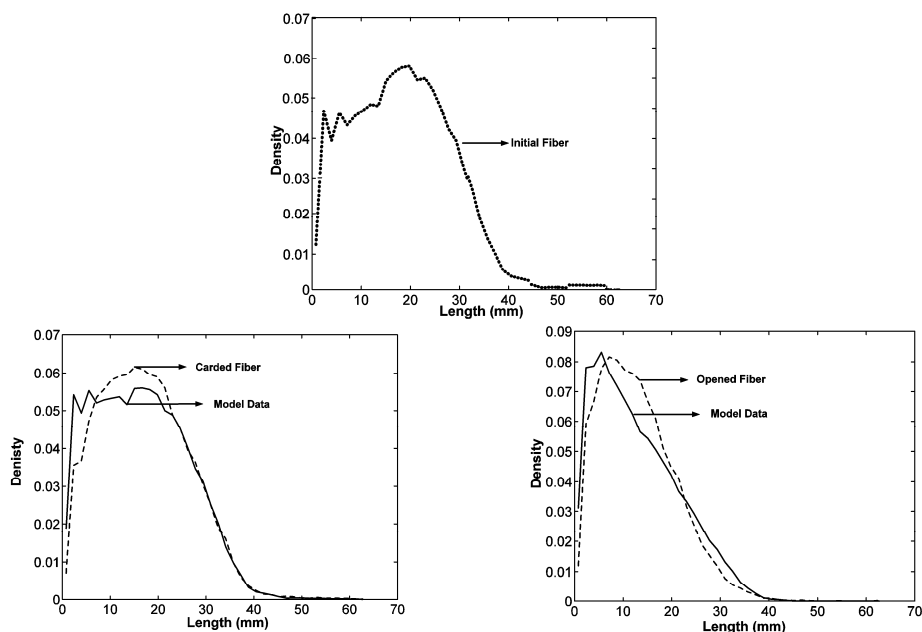 0.07
0.06
0.05
0.04
0.03
0.02
0.01
0
Density
Initial Fiber
0 10 20 30 40 50 60 70
Length (mm)
0.07
0.06
0.05
0.04
0.03
0.02
0.01
0
Denisty
Carded Fiber
Model Data
0 10 20 30 40 50 60 70
Length (mm)
0.09
0.08
0.07
0.06
0.05
0.04
0.03
0.02
0.01
0
Density
Opened Fiber
Model Data
0 10 20 30 40 50 60 70
Length (mm)